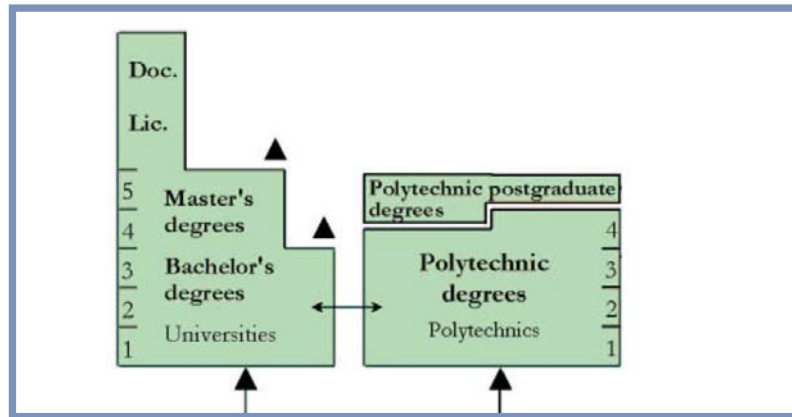 Doc.
Lic.
5
Master's
degrees
4
3
Bachelor's
degrees
2
Universities
1
Polytechnic postgraduate
degrees
4
Polytechnic
degrees
3
2
Polytechnics
1